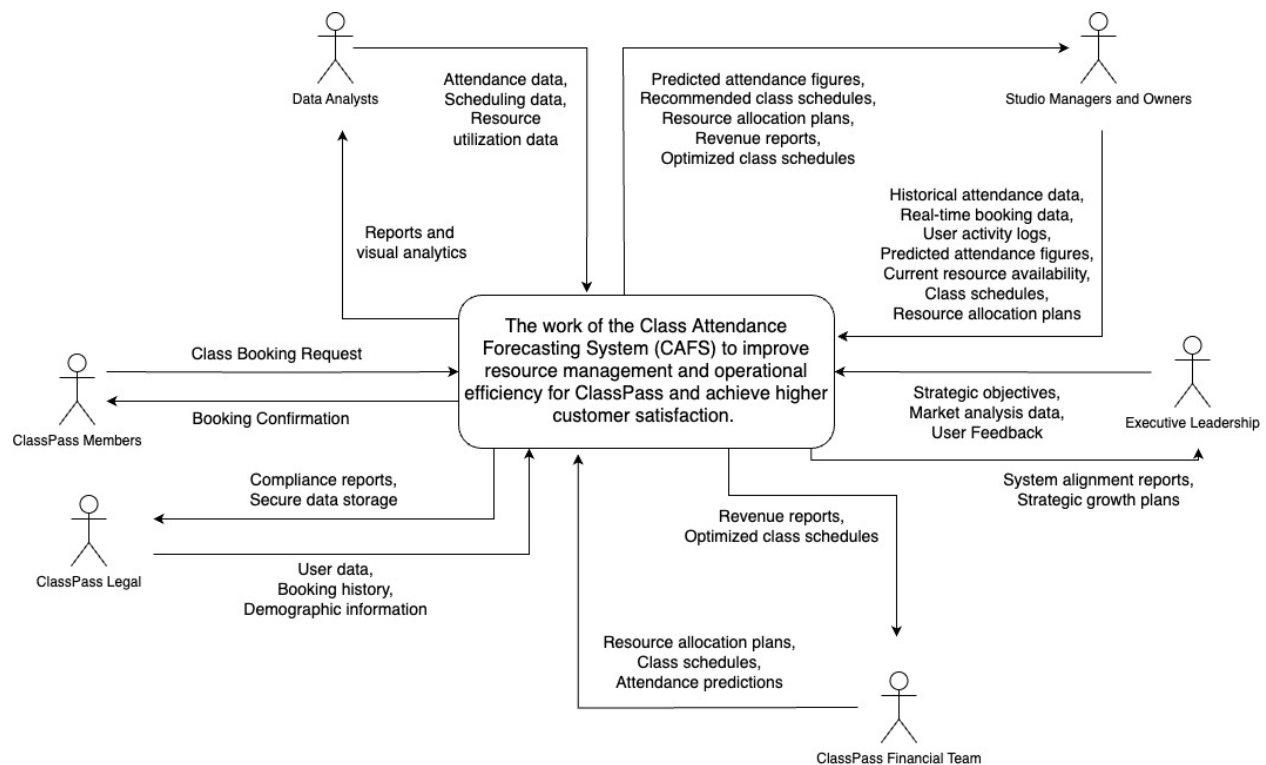 Data Analysts
Attendance data,
Scheduling data,
Resource
utilization data
Predicted attendance figures,
Recommended class schedules,
Resource allocation plans,
Revenue reports,
Optimized class schedules
Studio Managers and Owners
Reports and
visual analytics
Historical attendance data,
Real-time booking data,
User activity logs,
Predicted attendance figures,
Current resource availability,
Class schedules,
Resource allocation plans
The work of the Class Attendance
Forecasting System (CAFS) to improve
resource management and operational
efficiency for ClassPass and achieve higher
customer satisfaction.
Class Booking Request
Booking Confirmation
ClassPass Members
Strategic objectives,
Market analysis data,
User Feedback
Executive Leadership
Compliance reports,
Secure data storage
System alignment reports,
Strategic growth plans
ClassPass Legal
User data,
Booking history,
Demographic information
Revenue reports,
Optimized class schedules
Resource allocation plans,
Class schedules,
Attendance predictions
ClassPass Financial Team